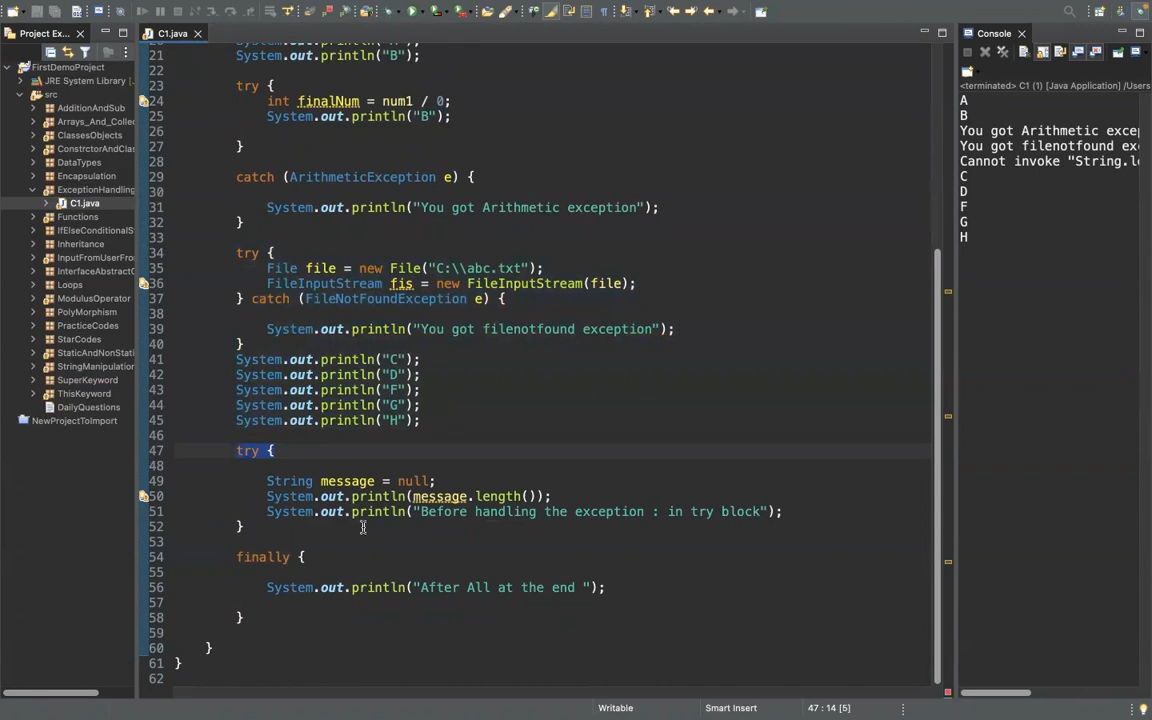 Project Ex...
FirstDemoProject
JRE System Library [
src
AdditionAndSub
Arrays_And_Collec
ClassesObjects
ConstrctorAndClas
DataTypes
Encapsulation
ExceptionHandling
C1.java
Functions
IfElseConditionalS
Inheritance
InputFromUserFro
InterfaceAbstractC
Loops
ModulusOperator
PolyMorphism
PracticeCodes
StarCodes
StaticAndNonStati
StringManipulation
SuperKeyword
ThisKeyword
DailyQuestions
NewProjectToImport
C1.java
21 System.out.println("B");
22
23 try {
24 int finalNum = num1 / 0;
25 System.out.println("B");
26
27 }
28
29 catch (ArithmeticException e) {
30
31 System.out.println("You got Arithmetic exception");
32 }
33
34 try {
35 File file = new File("C:\\abc.txt");
36 FileInputStream fis = new FileInputStream(file);
37 } catch (FileNotFoundException e) {
38
39 System.out.println("You got filenotfound exception");
40 }
41 System.out.println("C");
42 System.out.println("D");
43 System.out.println("F");
44 System.out.println("G");
45 System.out.println("H");
46
47 try {
48
49 String message = null;
50 System.out.println(message.length());
51 System.out.println("Before handling the exception : in try block");
52 }
53
54 finally {
55
56 System.out.println("After All at the end ");
57
58 }
59
60 }
61 }
62
Console
<terminated> C1 (1) [Java Application] /Users
A
B
You got Arithmetic excep
You got filenotfound ex
Cannot invoke "String.le
C
D
F
G
H
Writable
Smart Insert
47 : 14 [5]